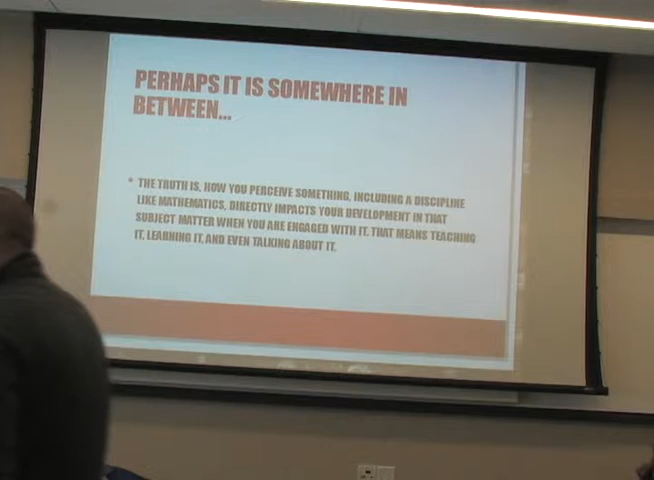 PERHAPS IT IS SOMEWHERE IN
BETWEEN...
• THE TRUTH IS, HOW YOU PERCEIVE SOMETHING, INCLUDING A DISCIPLINE
LIKE MATHEMATICS, DIRECTLY IMPACTS YOUR DEVELOPMENT IN THAT
SUBJECT MATTER WHEN YOU ARE ENGAGED WITH IT. THAT MEANS TEACHING
IT, LEARNING IT, AND EVEN TALKING ABOUT IT.